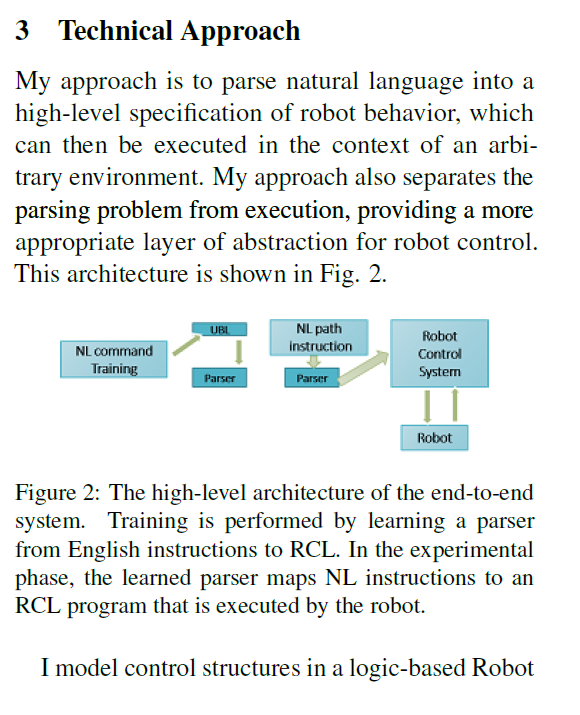 3 Technical Approach
My approach is to parse natural language into a
high-level specification of robot behavior, which
can then be executed in the context of an arbi-
trary environment. My approach also separates the
parsing problem from execution, providing a more
appropriate layer of abstraction for robot control.
This architecture is shown in Fig. 2.
NL command
Training
UBL
Parser
NL path
instruction
Parser
Robot
Control
System
Robot
Figure 2: The high-level architecture of the end-to-end
system. Training is performed by learning a parser
from English instructions to RCL. In the experimental
phase, the learned parser maps NL instructions to an
RCL program that is executed by the robot.
I model control structures in a logic-based Robot